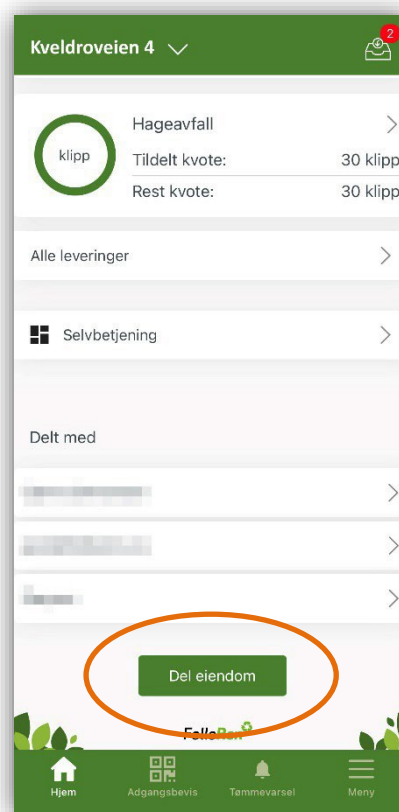 Kveldroveien 4
2
klipp
Hageavfall
Tildelt kvote: 30 klipp
Rest kvote: 30 klipp
Alle leveringer
Selvbetjening
Delt med
Del eiendom
FolloRen
Hjem Adgangsbevis Tømmevarsel Meny